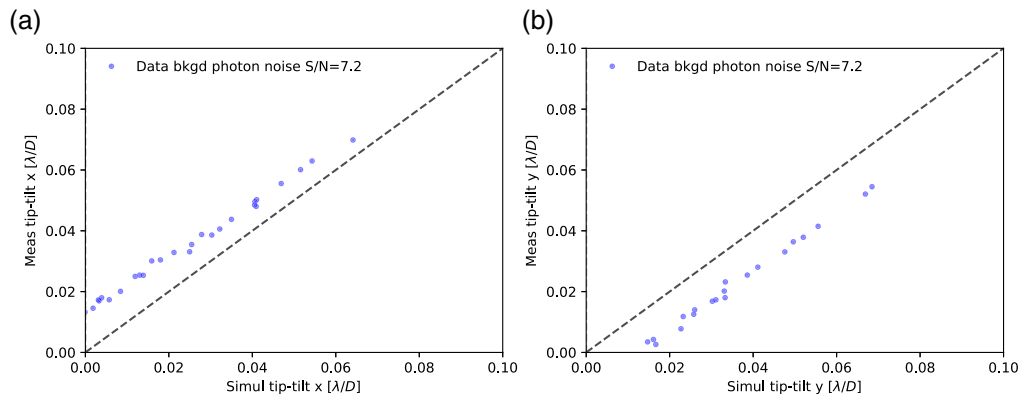 (a)
0.10
0.08
0.06
0.04
0.02
0.00
Meas tip-tilt x [λ/D]
Data bkgd photon noise S/N=7.2
0.00 0.02 0.04 0.06 0.08 0.10
Simul tip-tilt x [λ/D]
(b)
0.10
0.08
0.06
0.04
0.02
0.00
Meas tip-tilt y [λ/D]
Data bkgd photon noise S/N=7.2
0.00 0.02 0.04 0.06 0.08 0.10
Simul tip-tilt y [λ/D]